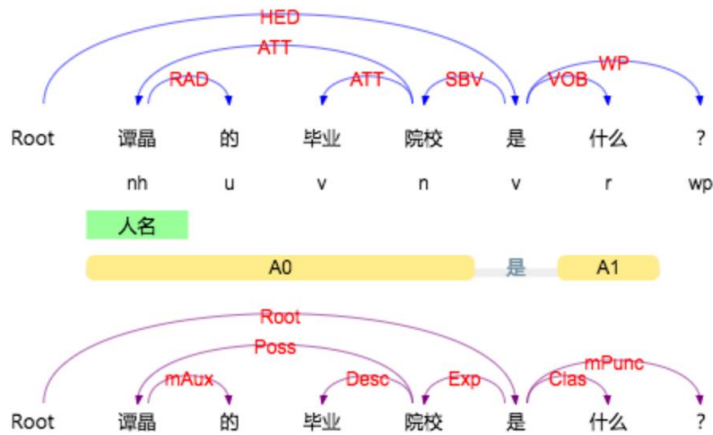 HED
ATT
WP
RAD ATT SBV VOB
Root 谭晶 的 毕业 院校 是 什么 ?
nh u v n v r wp
人名
A0 是 A1
Root
Poss
mPunc
mAux Desc Exp Clas
Root 谭晶 的 毕业 院校 是 什么 ?